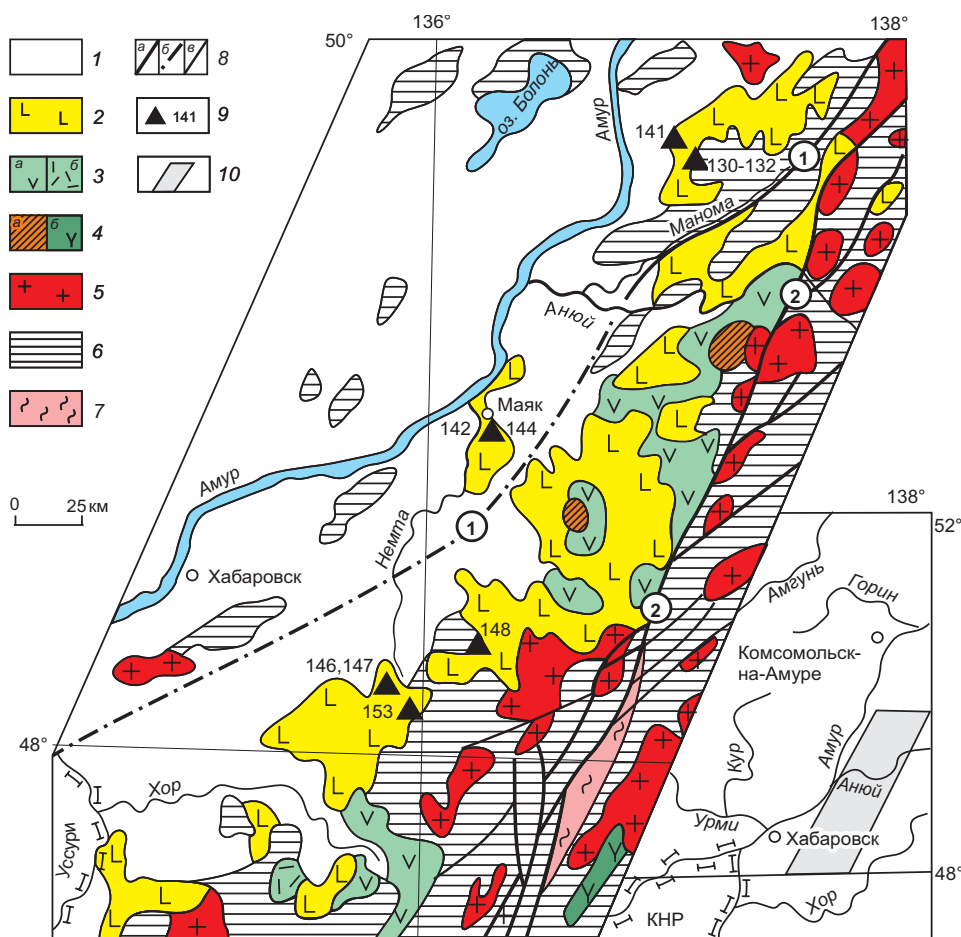 136°
138°
50°
1
а
б
в
8
2
141
9
а
б
3
10
а
б
4
5
6
7
0
25 км
оз. Болонь
Амур
141
130-132
1
Манома
Анюй
2
Маяк
142
144
Амур
Немта
1
Хабаровск
2
148
146,147
153
48°
Хор
Уссури
138°
52°
Амгунь
Горин
Комсомольск-
на-Амуре
Кур
Амур
Анюй
Урми
Хабаровск
48°
КНР
Хор